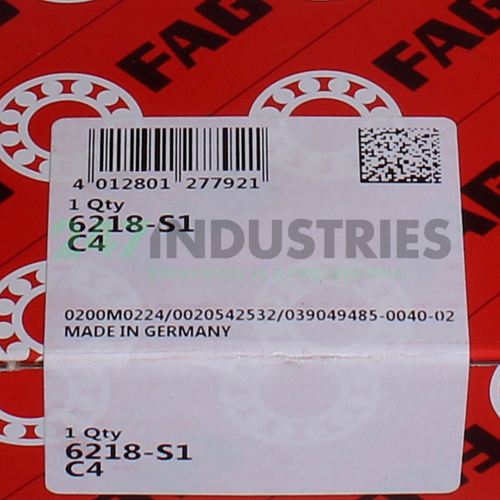 FAG
FAG
4 012801 277921
1 Qty
6218-S1
C4
247 INDUSTRIES
0200M0224/0020542532/039049485-0040-02
MADE IN GERMANY
1 Qty
6218-S1
C4